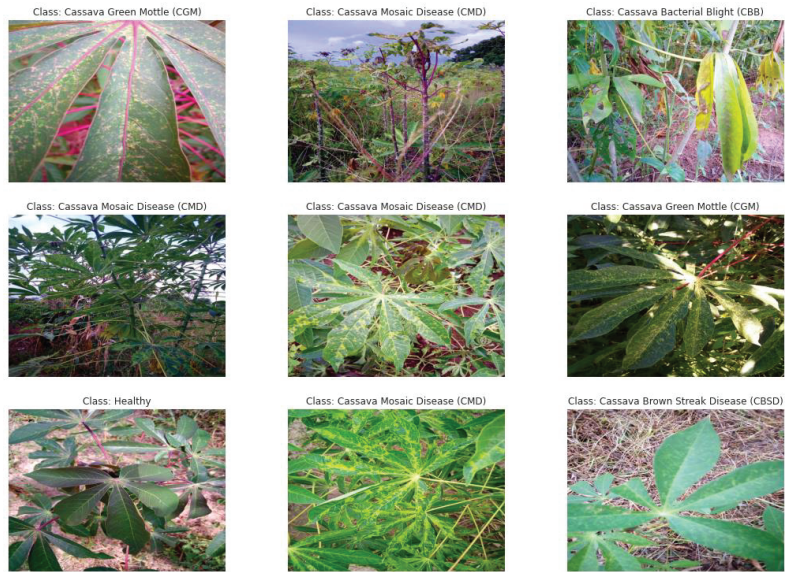 Class: Cassava Green Mottle (CGM)
Class: Cassava Mosaic Disease (CMD)
Class: Cassava Bacterial Blight (CBB)
Class: Cassava Mosaic Disease (CMD)
Class: Cassava Mosaic Disease (CMD)
Class: Cassava Green Mottle (CGM)
Class: Healthy
Class: Cassava Mosaic Disease (CMD)
Class: Cassava Brown Streak Disease (CBSD)